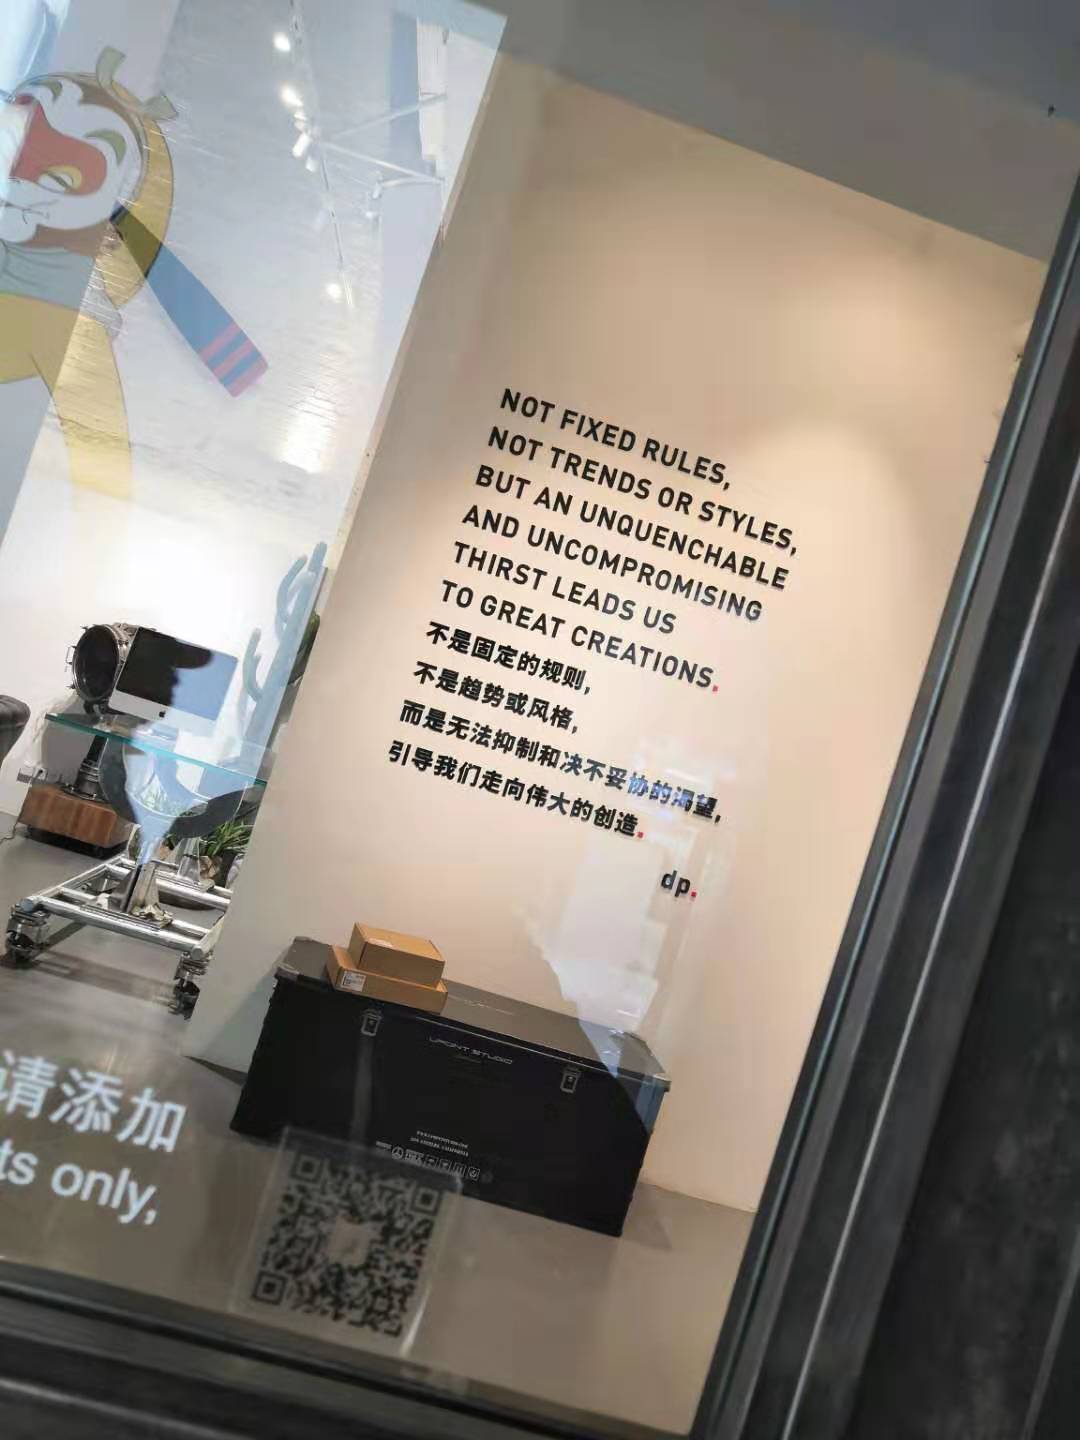 NOT FIXED RULES,
NOT TRENDS OR STYLES,
BUT AN UNQUENCHABLE
AND UNCOMPROMISING
THIRST LEADS US
TO GREAT CREATIONS.
不是固定的规则,
不是趋势或风格,
而是无法抑制和决不妥协的渴望,
引导我们走向伟大的创造.
dp.
UPOINT STUDIO
请添加
ts only,